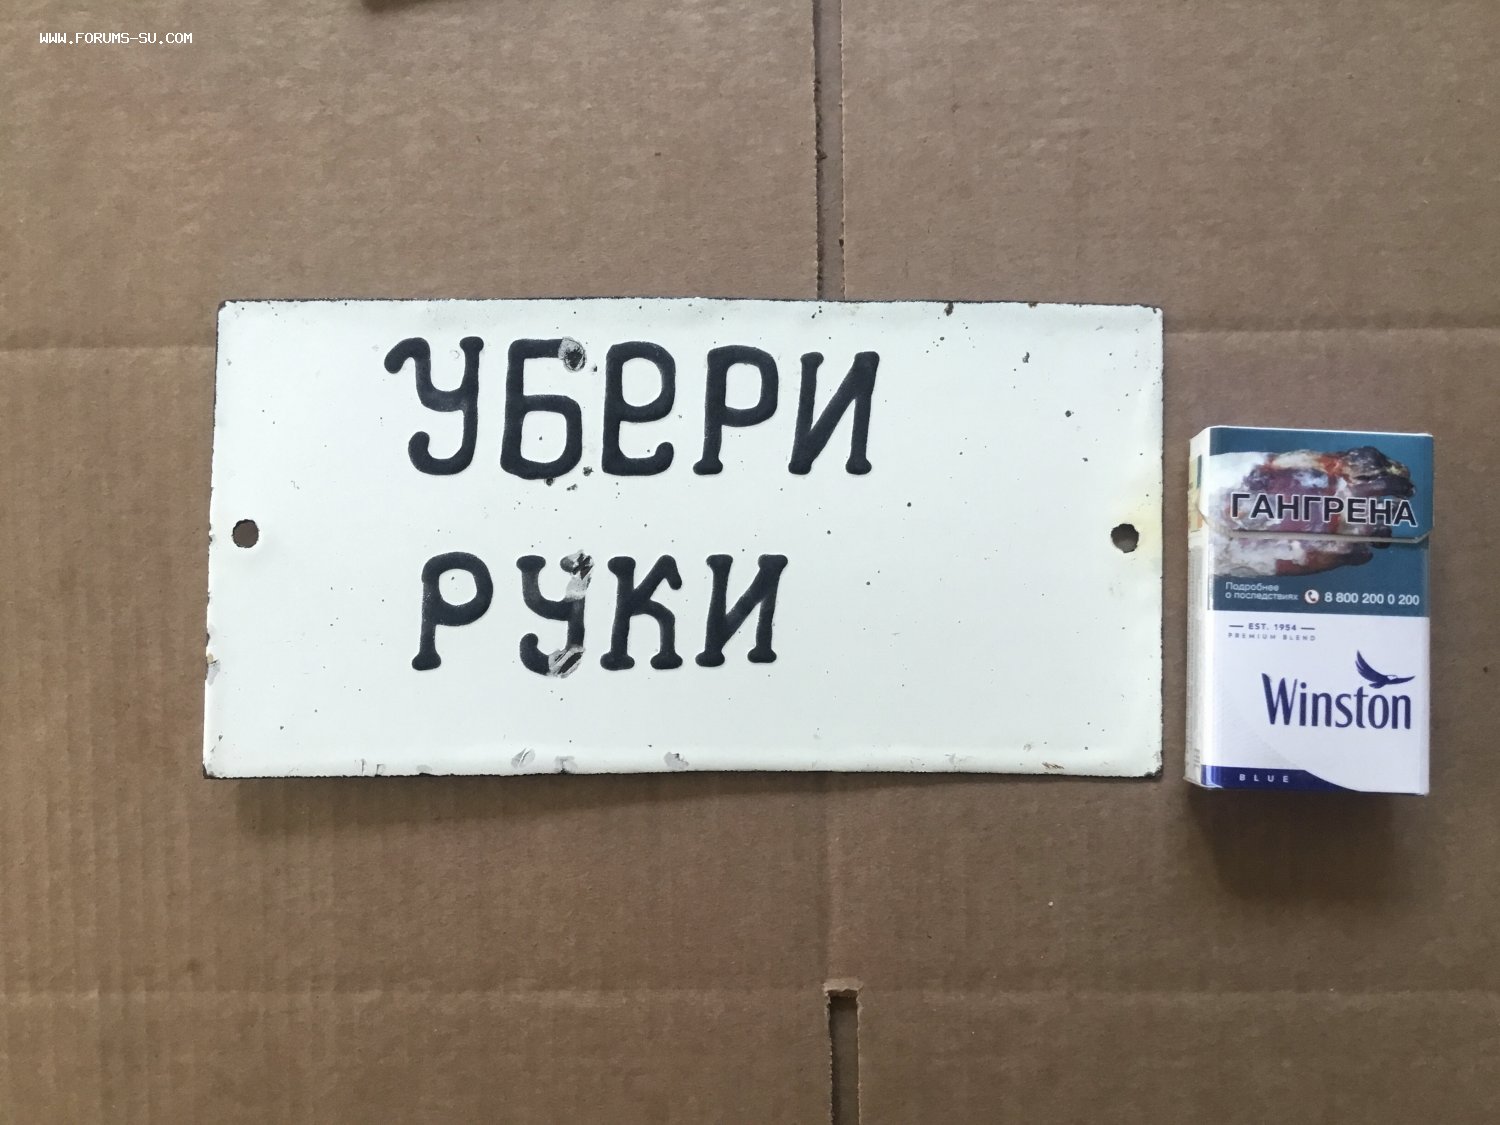 WWW.FORUMS-SU.COM
УБЕРИ
РУКИ
ГАНГРЕНА
Подробнее
о последствиях 8 800 200 0 200
EST. 1954
PREMIUM BLEND
Winston
BLUE